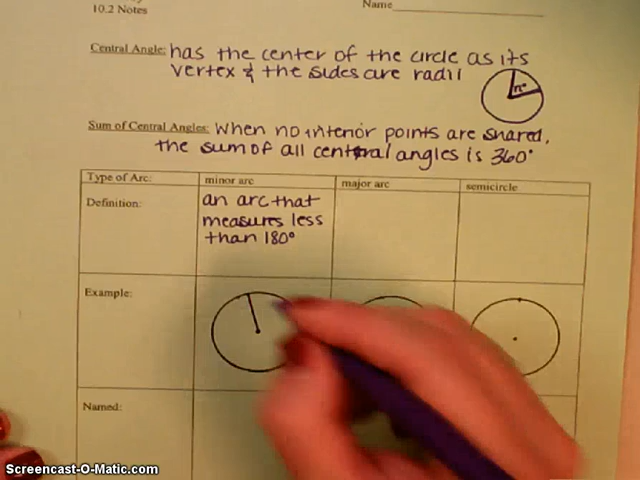 Name
10.2 Notes
Central Angle: has the center of the circle as its
vertex & the sides are radii
n°
Sum of Central Angles: When no interior points are shared,
the sum of all central angles is 360°
Type of Arc: minor arc major arc semicircle
Definition: an arc that
measures less
than 180°
Example:
Named:
Screencast-O-Matic.com